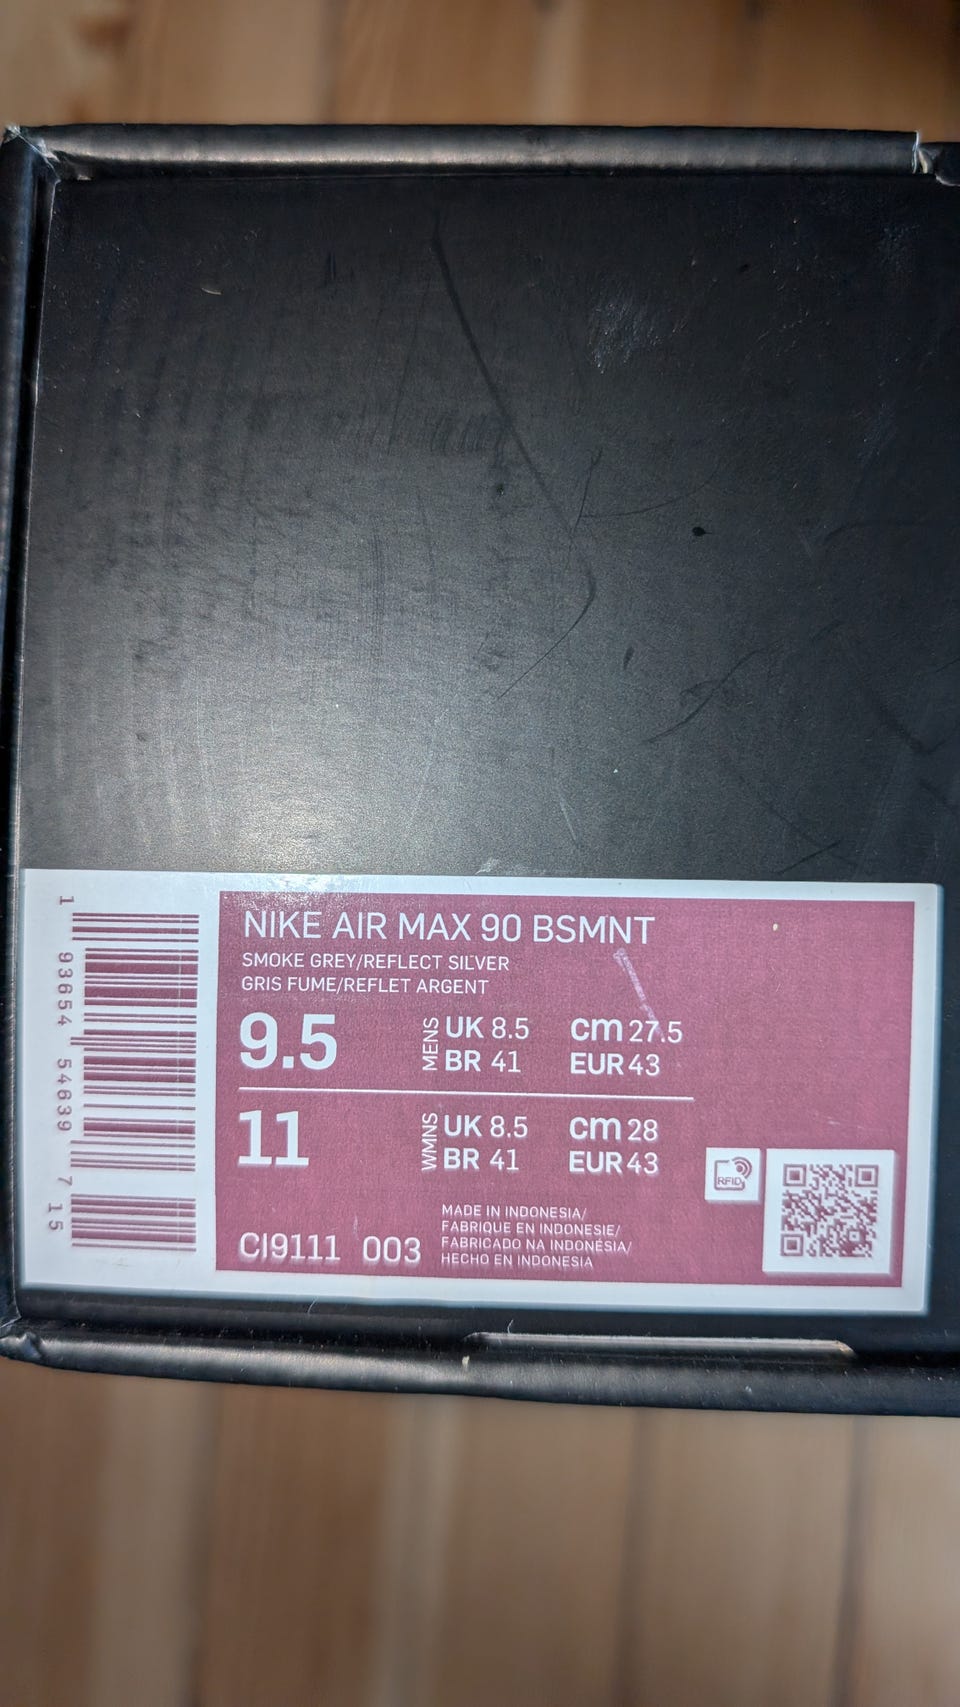 NIKE AIR MAX 90 BSMNT
SMOKE GREY/REFLECT SILVER
GRIS FUME/REFLET ARGENT
9.5 MENS UK 8.5 cm 27.5
BR 41 EUR 43
11 WMNS UK 8.5 cm 28
BR 41 EUR 43
CI9111 003
MADE IN INDONESIA/
FABRIQUE EN INDONESIE/
FABRICADO NA INDONÉSIA/
HECHO EN INDONESIA
RFID
1 93654 54639 7 15